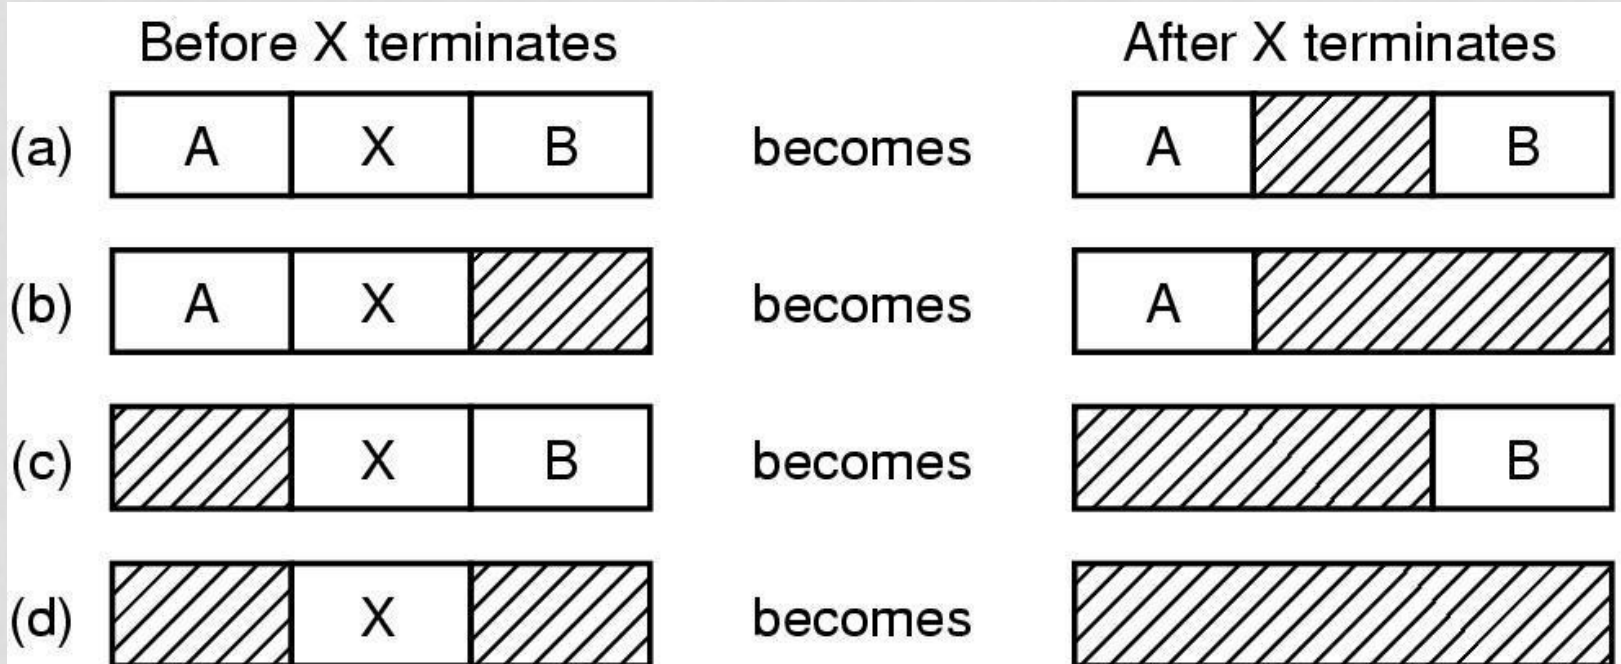 Before X terminates After X terminates
(a) A X B becomes A B
(b) A X becomes A
(c) X B becomes B
(d) X becomes